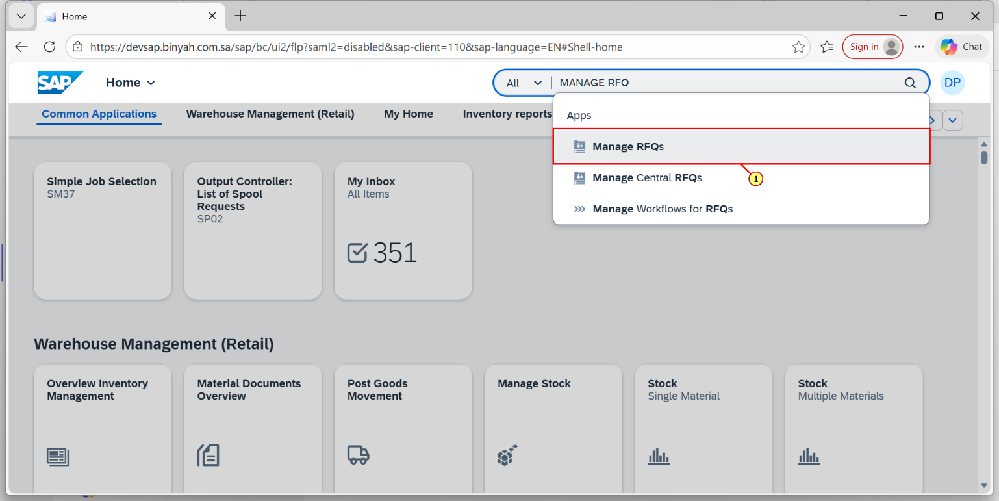 Home
https://devsap.binyah.com.sa/sap/bc/ui2/flp?saml2=disabled&sap-client=110&sap-language=EN#Shell-home
Sign in
Chat
SAP
Home
All
MANAGE RFQ
DP
Common Applications
Warehouse Management (Retail)
My Home
Inventory reports
Apps
Manage RFQs
1
Manage Central RFQs
Manage Workflows for RFQs
Simple Job Selection
SM37
Output Controller:
List of Spool
Requests
SP02
My Inbox
All Items
351
Warehouse Management (Retail)
Overview Inventory
Management
Material Documents
Overview
Post Goods
Movement
Manage Stock
Stock
Single Material
Stock
Multiple Materials